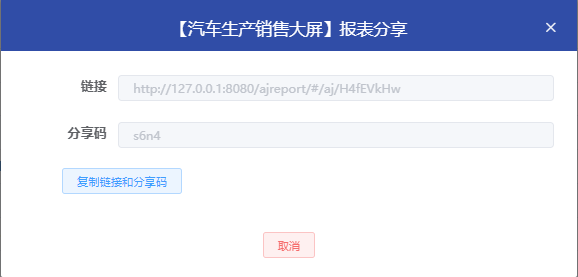 【汽车生产销售大屏】报表分享
链接 http://127.0.0.1:8080/ajreport/#/aj/H4fEVkHw
分享码 s6n4
复制链接和分享码
取消